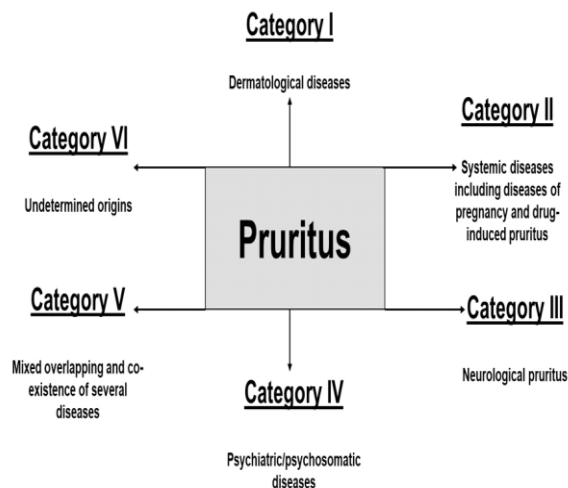 Category I
Dermatological diseases
Category II
Systemic diseases
including diseases of
pregnancy and drug-
induced pruritus
Category VI
Undetermined origins
Pruritus
Category V
Mixed overlapping and co-
existence of several
diseases
Category III
Neurological pruritus
Category IV
Psychiatric/psychosomatic
diseases